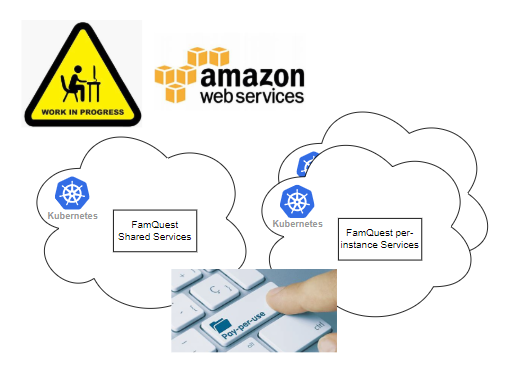 WORK IN PROGRESS
amazon
web services
Kubernetes
FamQuest
Shared Services
Kubernetes
FamQuest per-
instance Services
Pay-per-use
ctrl